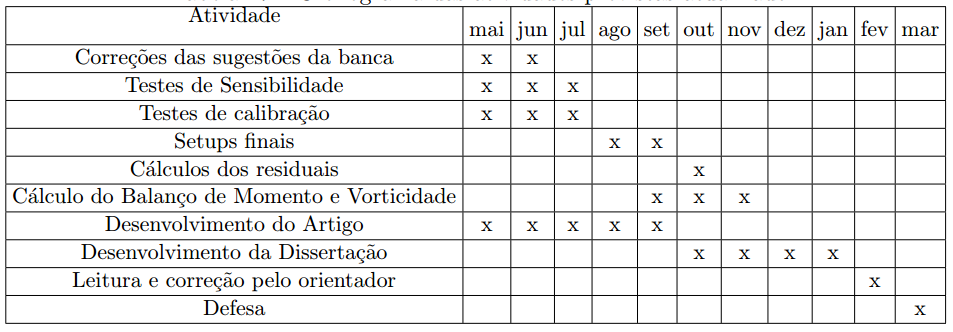 Atividade
mai jun jul ago set out nov dez jan fev mar
Correções das sugestões da banca x x
Testes de Sensibilidade x x x
Testes de calibração x x x
Setups finais x x
Cálculos dos residuais x
Cálculo do Balanço de Momento e Vorticidade x x x
Desenvolvimento do Artigo x x x x x
Desenvolvimento da Dissertação x x x x
Leitura e correção pelo orientador x
Defesa x